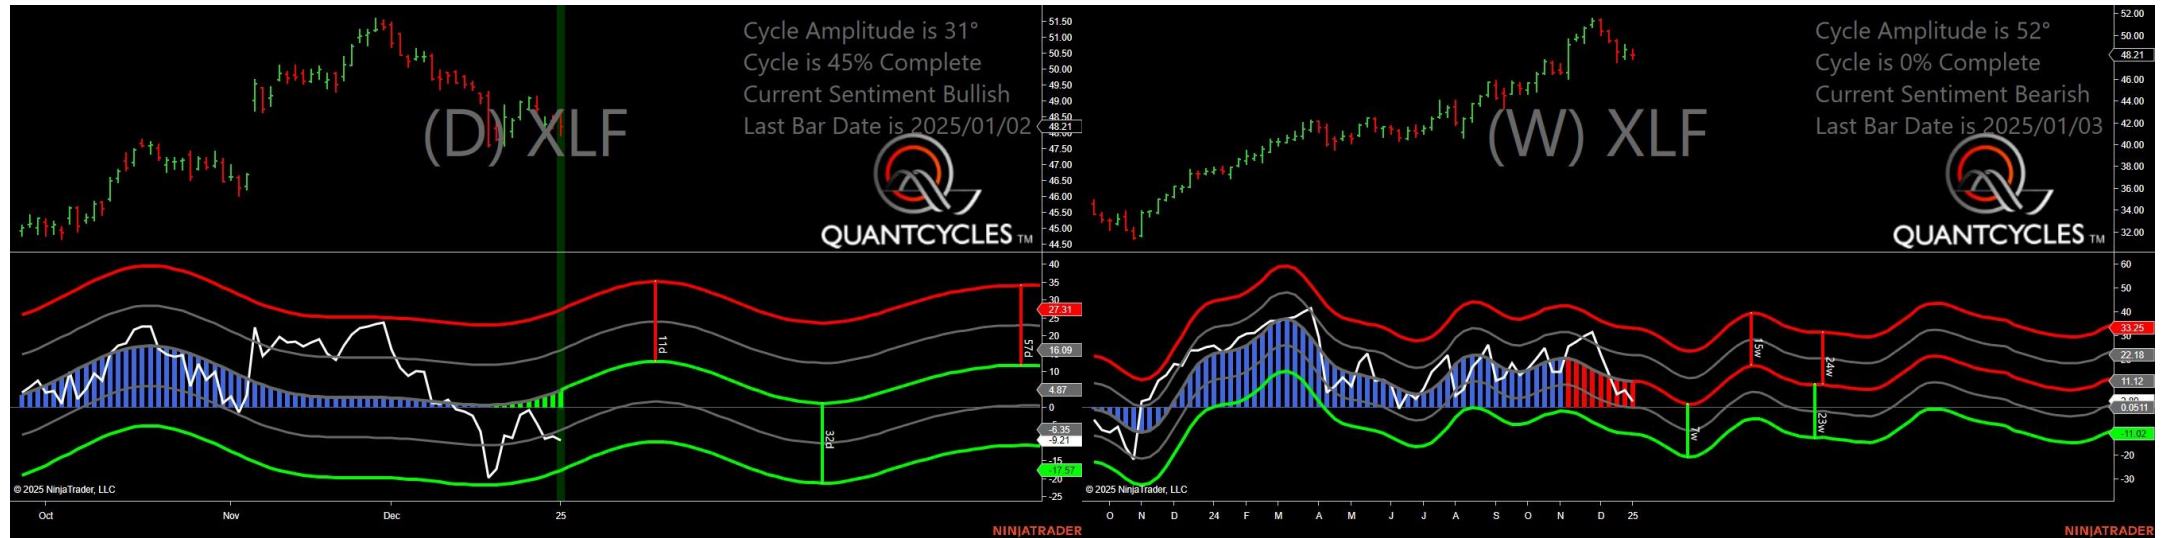 Cycle Amplitude is 31°
Cycle is 45% Complete
Current Sentiment Bullish
Last Bar Date is 2025/01/02
(D) XLF
QUANTCYCLES TM
51.50
51.00
50.50
50.00
49.50
49.00
48.50
48.21
47.50
47.00
46.50
46.00
45.50
45.00
44.50
40
35
30
27.31
25
20
16.09
10
4.87
0
-6.35
-9.21
-15
-17.57
-20
-25
11d
32d
57d
© 2025 NinjaTrader, LLC
Oct
Nov
Dec
25
NINJATRADER
Cycle Amplitude is 52°
Cycle is 0% Complete
Current Sentiment Bearish
Last Bar Date is 2025/01/03
(W) XLF
QUANTCYCLES TM
52.00
50.00
48.21
46.00
44.00
42.00
40.00
38.00
36.00
34.00
32.00
60
50
40
33.25
30
22.18
11.12
0.0511
-11.02
-20
-30
7w
15w
23w
24w
© 2025 NinjaTrader, LLC
O N D 24 F M A M J J A S O N D 25
NINJATRADER